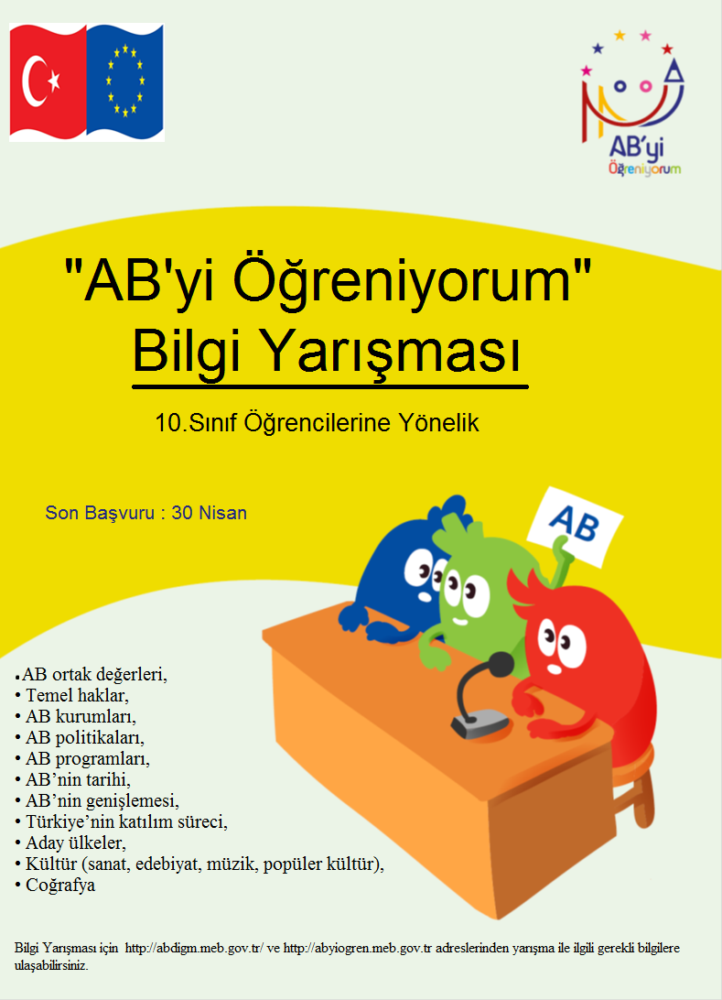 AB'yi
Öğreniyorum
"AB'yi Öğreniyorum"
Bilgi Yarışması
10.Sınıf Öğrencilerine Yönelik
Son Başvuru : 30 Nisan
AB
• AB ortak değerleri,
• Temel haklar,
• AB kurumları,
• AB politikaları,
• AB programları,
• AB’nin tarihi,
• AB’nin genişlemesi,
• Türkiye’nin katılım süreci,
• Aday ülkeler,
• Kültür (sanat, edebiyat, müzik, popüler kültür),
• Coğrafya
Bilgi Yarışması için http://abdigm.meb.gov.tr/ ve http://abyiogren.meb.gov.tr adreslerinden yarışma ile ilgili gerekli bilgilere
ulaşabilirsiniz.